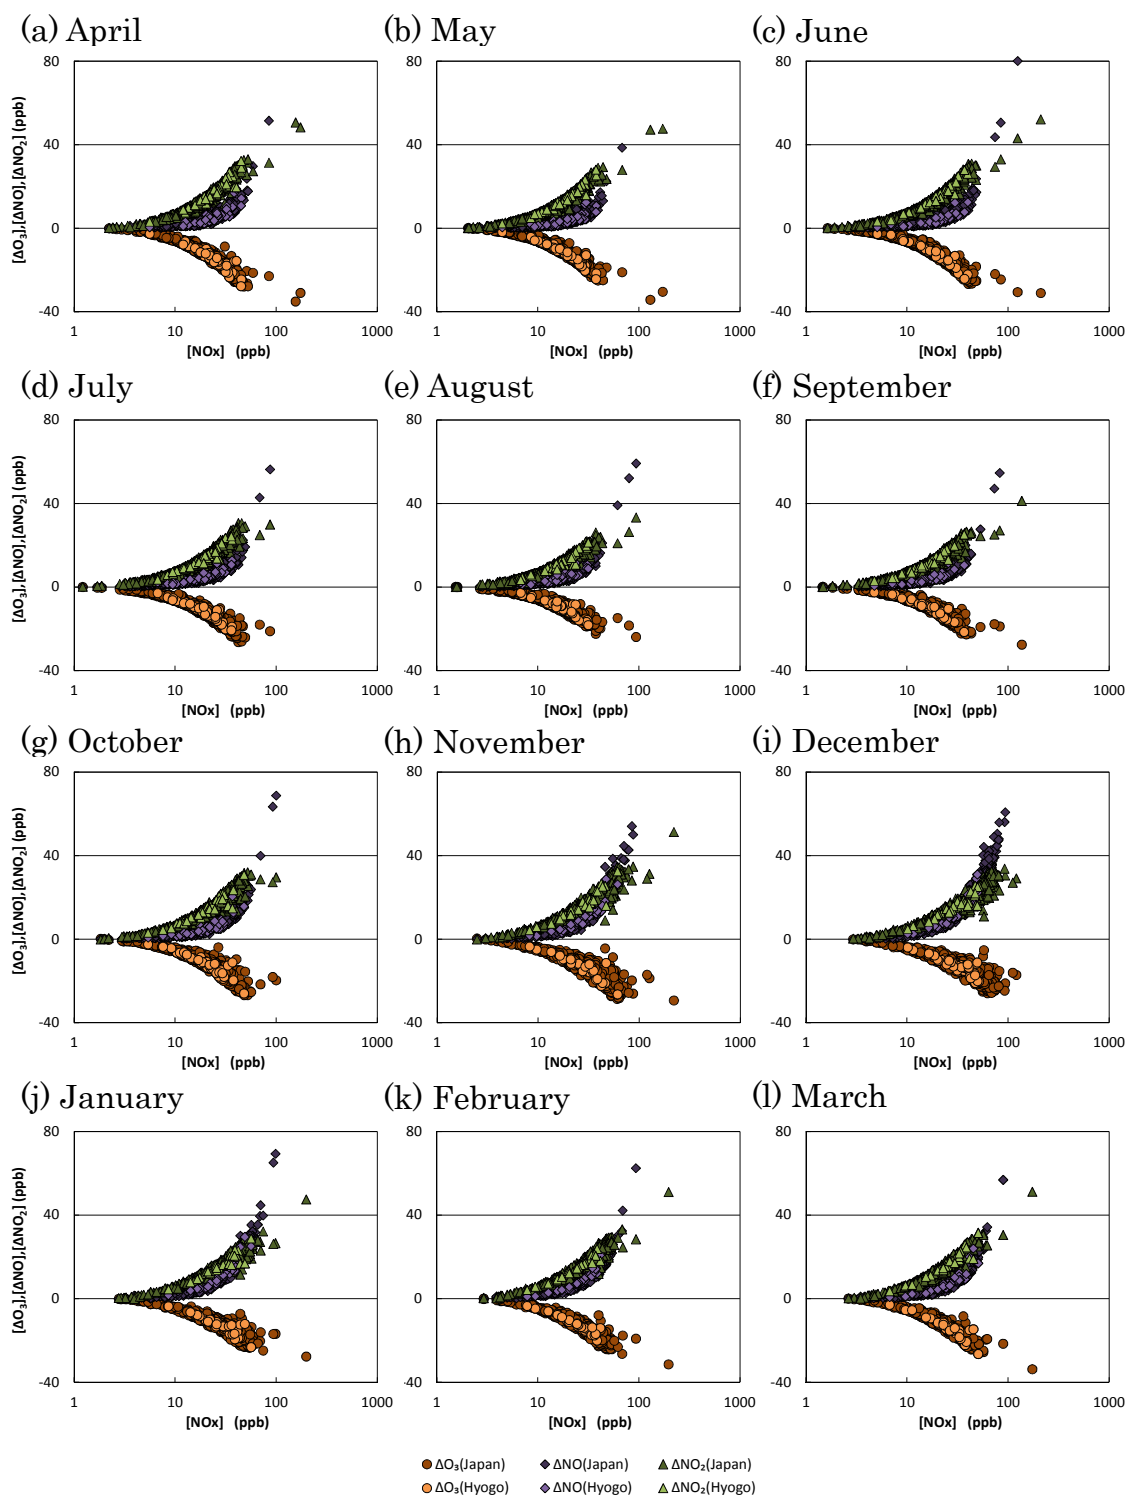 (a) April (b) May (c) June
80 40 0 -40
[ΔO₃],[ΔNO],[ΔNO₂] (ppb)
80 40 0 -40
80 40 0 -40
1 10 100 1000
1 10 100 1000
1 10 100 1000
[NOx] (ppb) [NOx] (ppb) [NOx] (ppb)
(d) July (e) August (f) September
80 40 0 -40
[ΔO₃],[ΔNO],[ΔNO₂] (ppb)
80 40 0 -40
80 40 0 -40
1 10 100 1000
1 10 100 1000
1 10 100 1000
[NOx] (ppb) [NOx] (ppb) [NOx] (ppb)
(g) October (h) November (i) December
80 40 0 -40
[ΔO₃],[ΔNO],[ΔNO₂] (ppb)
80 40 0 -40
80 40 0 -40
1 10 100 1000
1 10 100 1000
1 10 100 1000
[NOx] (ppb) [NOx] (ppb) [NOx] (ppb)
(j) January (k) February (l) March
80 40 0 -40
[ΔO₃],[ΔNO],[ΔNO₂] (ppb)
80 40 0 -40
80 40 0 -40
1 10 100 1000
1 10 100 1000
1 10 100 1000
[NOx] (ppb) [NOx] (ppb) [NOx] (ppb)
ΔO₃(Japan) ΔNO(Japan) ΔNO₂(Japan)
ΔO₃(Hyogo) ΔNO(Hyogo) ΔNO₂(Hyogo)